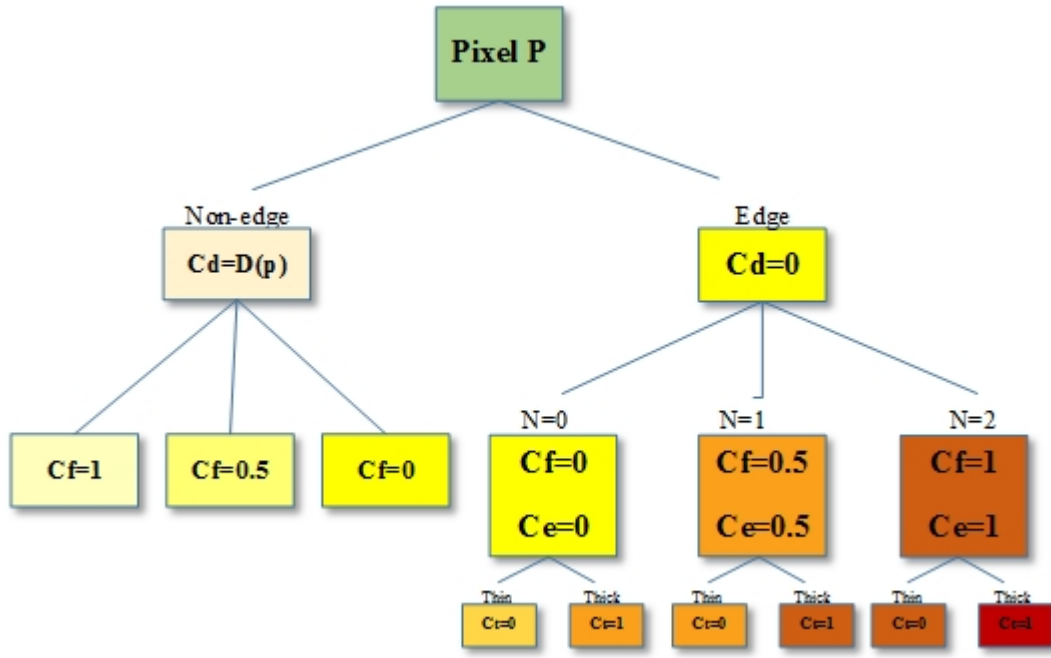 Pixel P
Non-edge
Edge
Cd=D(p)
Cd=0
N=0
N=1
N=2
Cf=1
Cf=0.5
Cf=0
Cf=0
Ce=0
Cf=0.5
Ce=0.5
Cf=1
Ce=1
Thin
Thick
Thin
Thick
Thin
Thick
Ct=0
Ct=1
Ct=0
Ct=1
Ct=0
Ct=1